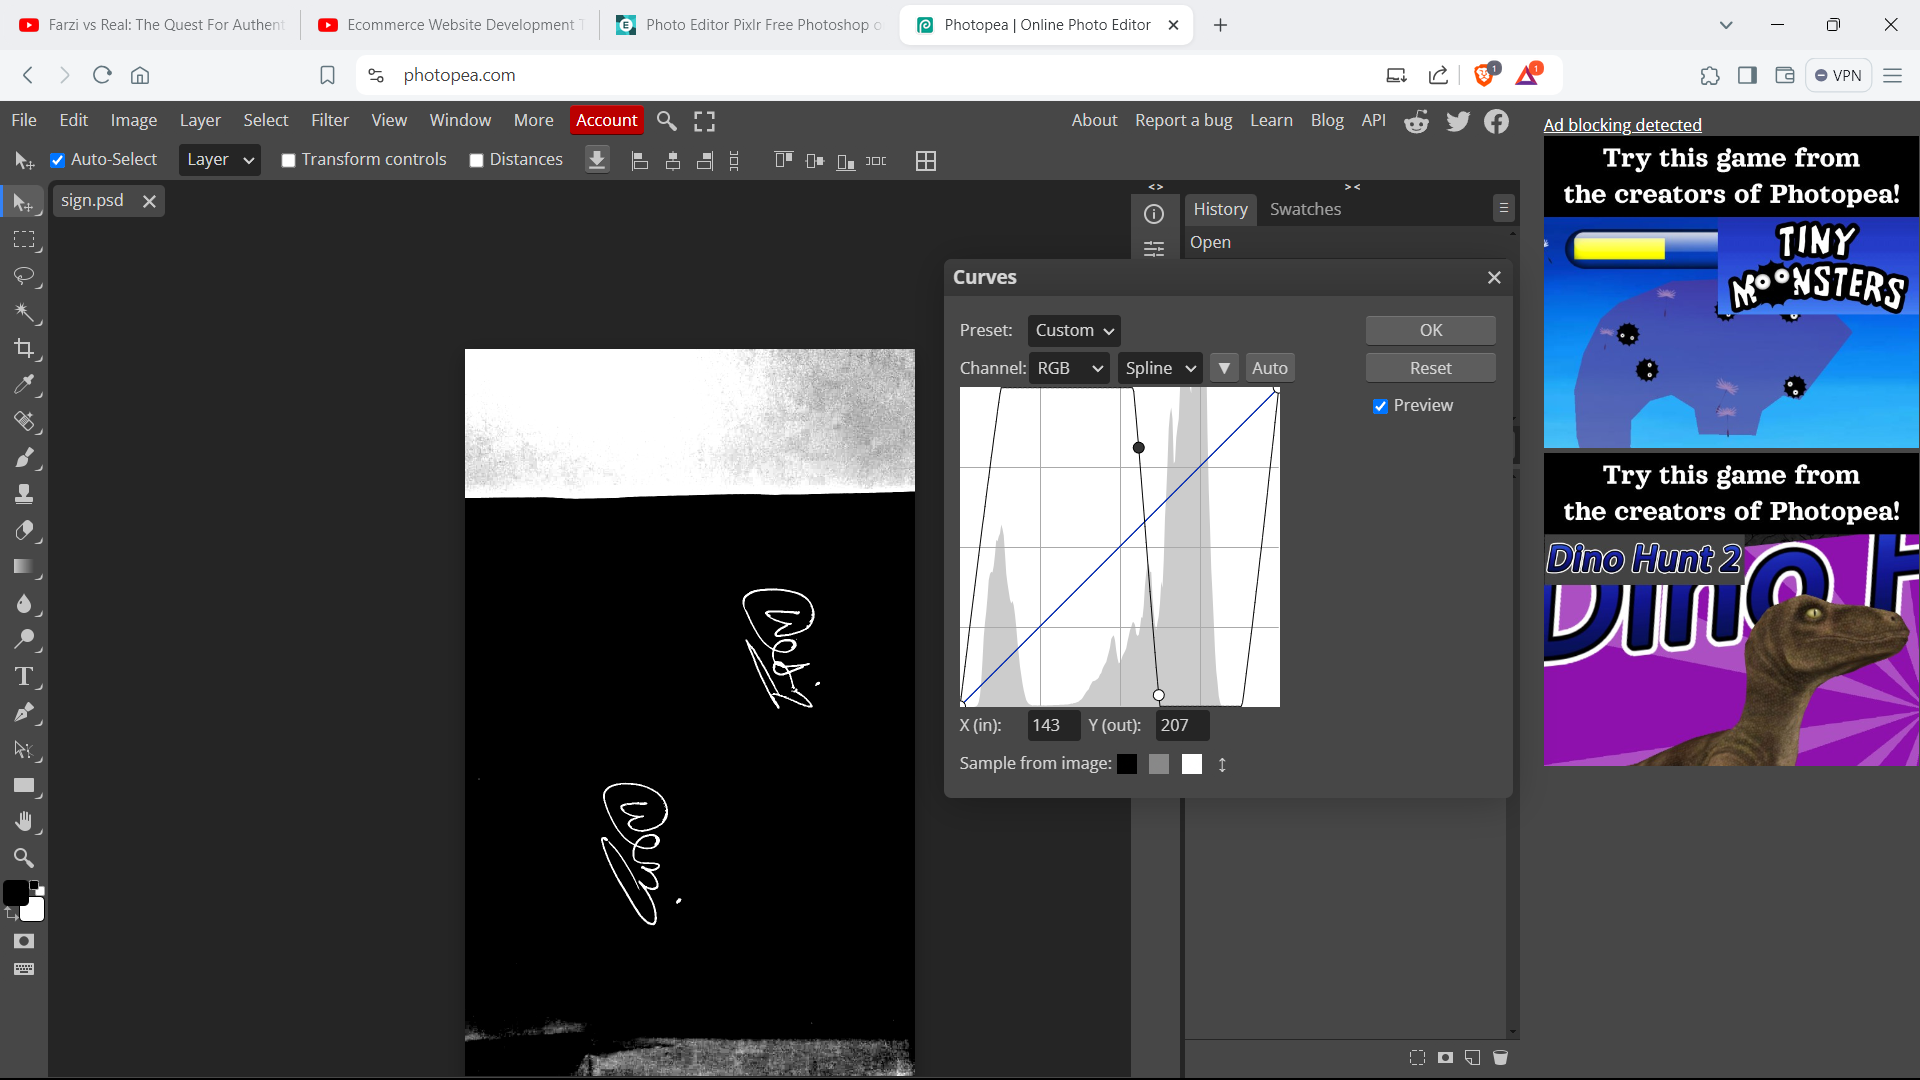 Farzi vs Real: The Quest For Authent
Ecommerce Website Development T
Photo Editor Pixlr Free Photoshop o
Photopea | Online Photo Editor
photopea.com
1
1
VPN
File Edit Image Layer Select Filter View Window More Account
About Report a bug Learn Blog API
Auto-Select Layer Transform controls Distances
sign.psd
<> ><
History Swatches
Open
Curves
Preset: Custom OK
Channel: RGB Spline Auto Reset
Preview
X (in): 143 Y (out): 207
Sample from image:
Ad blocking detected
Try this game from
the creators of Photopea!
TINY
MOONSTERS
Try this game from
the creators of Photopea!
Dino Hunt 2